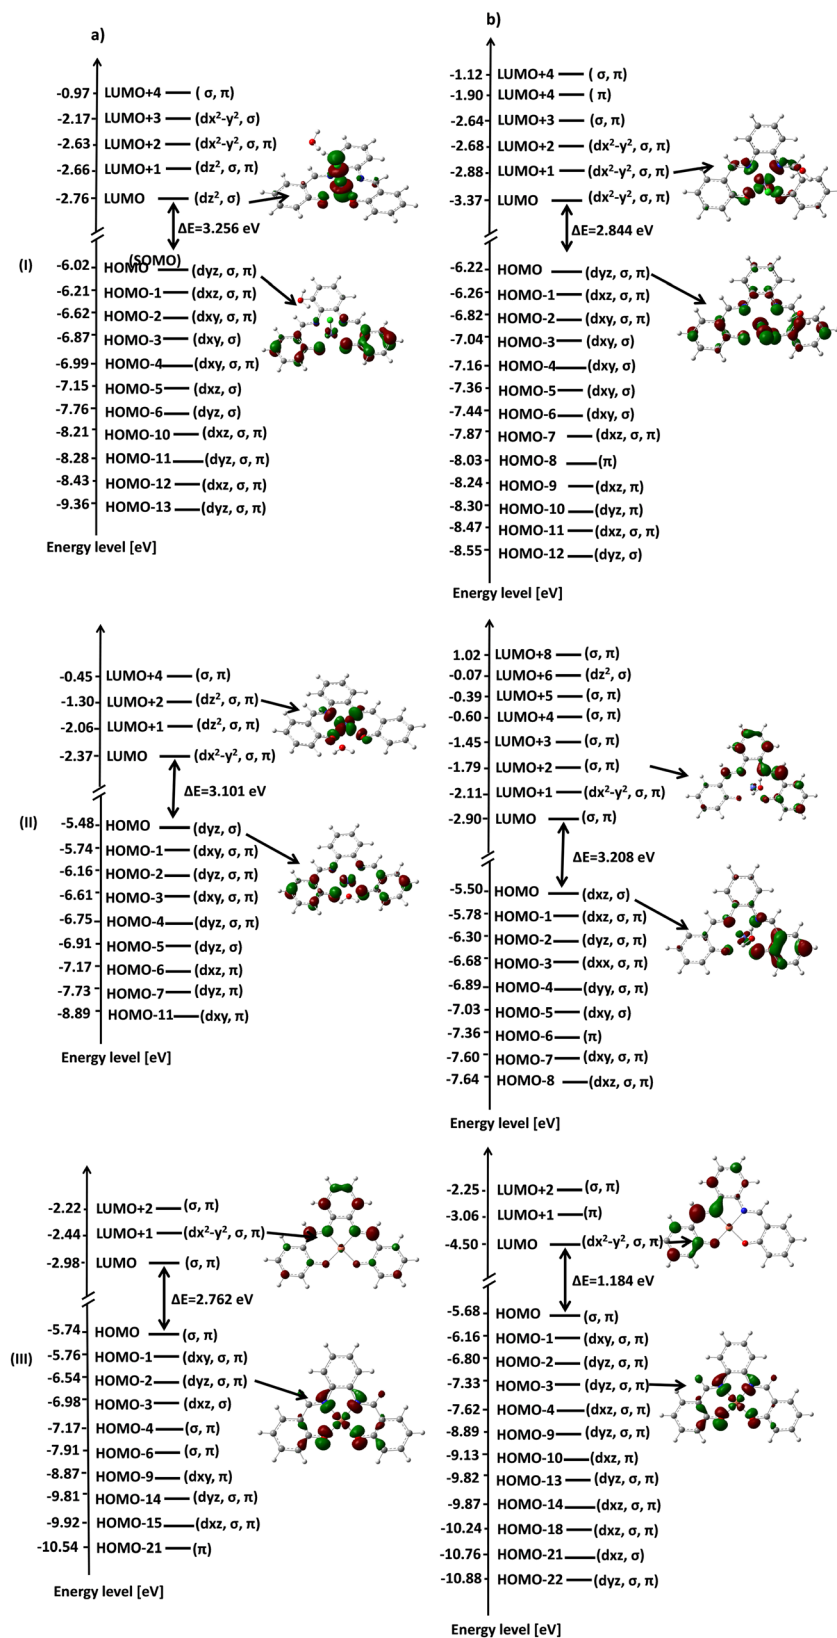 a)
-0.97 LUMO+4 ( σ, π)
-2.17 LUMO+3 (dx²-y², σ)
-2.63 LUMO+2 (dx²-y², σ, π)
-2.66 LUMO+1 (dz², σ, π)
-2.76 LUMO (dz², σ)
ΔE=3.256 eV
(I)
(SOMO)
-6.02 HOMO (dyz, σ, π)
-6.21 HOMO-1 (dxz, σ, π)
-6.62 HOMO-2 (dxy, σ, π)
-6.87 HOMO-3 (dxy, σ)
-6.99 HOMO-4 (dxy, σ, π)
-7.15 HOMO-5 (dxz, σ)
-7.76 HOMO-6 (dyz, σ)
-8.21 HOMO-10 (dxz, σ, π)
-8.28 HOMO-11 (dyz, σ, π)
-8.43 HOMO-12 (dxz, σ, π)
-9.36 HOMO-13 (dyz, σ, π)
Energy level [eV]
b)
-1.12 LUMO+4 ( σ, π)
-1.90 LUMO+4 ( π)
-2.64 LUMO+3 (σ, π)
-2.68 LUMO+2 (dx²-y², σ, π)
-2.88 LUMO+1 (dx²-y², σ, π)
-3.37 LUMO (dx²-y², σ, π)
ΔE=2.844 eV
-6.22 HOMO (dyz, σ, π)
-6.26 HOMO-1 (dxz, σ, π)
-6.82 HOMO-2 (dxy, σ, π)
-7.04 HOMO-3 (dxy, σ)
-7.16 HOMO-4 (dxy, σ)
-7.36 HOMO-5 (dxy, σ)
-7.44 HOMO-6 (dxy, σ)
-7.87 HOMO-7 (dxz, σ, π)
-8.03 HOMO-8 (π)
-8.24 HOMO-9 (dxz, π)
-8.30 HOMO-10 (dyz, π)
-8.47 HOMO-11 (dxz, σ, π)
-8.55 HOMO-12 (dyz, σ)
Energy level [eV]
-0.45 LUMO+4 (σ, π)
-1.30 LUMO+2 (dz², σ, π)
-2.06 LUMO+1 (dz², σ, π)
-2.37 LUMO (dx²-y², σ, π)
ΔE=3.101 eV
(II)
-5.48 HOMO (dyz, σ)
-5.74 HOMO-1 (dxy, σ, π)
-6.16 HOMO-2 (dyz, σ, π)
-6.61 HOMO-3 (dxy, σ, π)
-6.75 HOMO-4 (dyz, σ, π)
-6.91 HOMO-5 (dyz, σ)
-7.17 HOMO-6 (dxz, π)
-7.73 HOMO-7 (dyz, π)
-8.89 HOMO-11 (dxy, π)
Energy level [eV]
1.02 LUMO+8 (σ, π)
-0.07 LUMO+6 (dz², σ)
-0.39 LUMO+5 (σ, π)
-0.60 LUMO+4 (σ, π)
-1.45 LUMO+3 (σ, π)
-1.79 LUMO+2 (σ, π)
-2.11 LUMO+1 (dx²-y², σ, π)
-2.90 LUMO (σ, π)
ΔE=3.208 eV
-5.50 HOMO (dxz, σ)
-5.78 HOMO-1 (dxz, σ, π)
-6.30 HOMO-2 (dyz, σ, π)
-6.68 HOMO-3 (dxx, σ, π)
-6.89 HOMO-4 (dyy, σ, π)
-7.03 HOMO-5 (dxy, σ)
-7.36 HOMO-6 (π)
-7.60 HOMO-7 (dxy, σ, π)
-7.64 HOMO-8 (dxz, σ, π)
Energy level [eV]
-2.22 LUMO+2 (σ, π)
-2.44 LUMO+1 (dx²-y², σ, π)
-2.98 LUMO (σ, π)
ΔE=2.762 eV
(III)
-5.74 HOMO (σ, π)
-5.76 HOMO-1 (dxy, σ, π)
-6.54 HOMO-2 (dyz, σ, π)
-6.98 HOMO-3 (dxz, σ)
-7.17 HOMO-4 (σ, π)
-7.91 HOMO-6 (σ, π)
-8.87 HOMO-9 (dxy, π)
-9.81 HOMO-14 (dyz, σ, π)
-9.92 HOMO-15 (dxz, σ, π)
-10.54 HOMO-21 (π)
Energy level [eV]
-2.25 LUMO+2 (σ, π)
-3.06 LUMO+1 (π)
-4.50 LUMO (dx²-y², σ, π)
ΔE=1.184 eV
-5.68 HOMO (σ, π)
-6.16 HOMO-1 (dxy, σ, π)
-6.80 HOMO-2 (dyz, σ, π)
-7.33 HOMO-3 (dyz, σ, π)
-7.62 HOMO-4 (dxz, σ, π)
-8.89 HOMO-9 (dyz, σ, π)
-9.13 HOMO-10 (dxz, π)
-9.82 HOMO-13 (dyz, σ, π)
-9.87 HOMO-14 (dxz, σ, π)
-10.24 HOMO-18 (dxz, σ, π)
-10.76 HOMO-21 (dxz, σ)
-10.88 HOMO-22 (dyz, σ, π)
Energy level [eV]